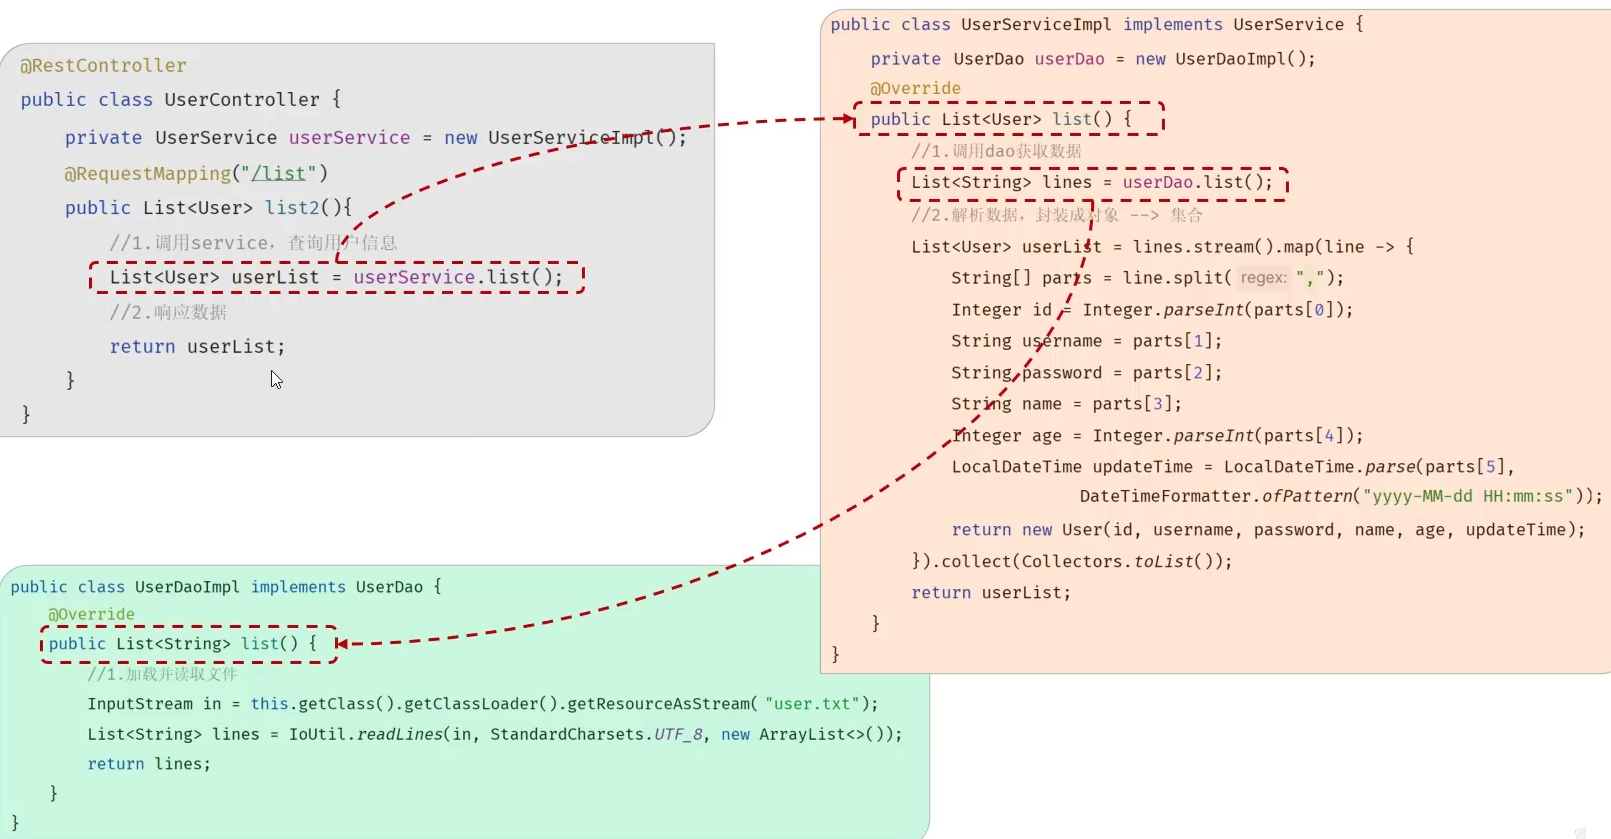 @RestController
public class UserController {
private UserService userService = new UserServiceImpl();
@RequestMapping("/list")
public List<User> list2(){
//1.调用service，查询用户信息
List<User> userList = userService.list();
//2.响应数据
return userList;
}
}
public class UserServiceImpl implements UserService {
private UserDao userDao = new UserDaoImpl();
@Override
public List<User> list() {
//1.调用dao获取数据
List<String> lines = userDao.list();
//2.解析数据，封装成对象 --> 集合
List<User> userList = lines.stream().map(line -> {
String[] parts = line.split( regex: ",");
Integer id = Integer.parseInt(parts[0]);
String username = parts[1];
String password = parts[2];
String name = parts[3];
Integer age = Integer.parseInt(parts[4]);
LocalDateTime updateTime = LocalDateTime.parse(parts[5],
DateTimeFormatter.ofPattern("yyyy-MM-dd HH:mm:ss"));
return new User(id, username, password, name, age, updateTime);
}).collect(Collectors.toList());
return userList;
}
}
public class UserDaoImpl implements UserDao {
@Override
public List<String> list() {
//1.加载并读取文件
InputStream in = this.getClass().getClassLoader().getResourceAsStream( "user.txt");
List<String> lines = IoUtil.readLines(in, StandardCharsets.UTF_8, new ArrayList<>());
return lines;
}
}